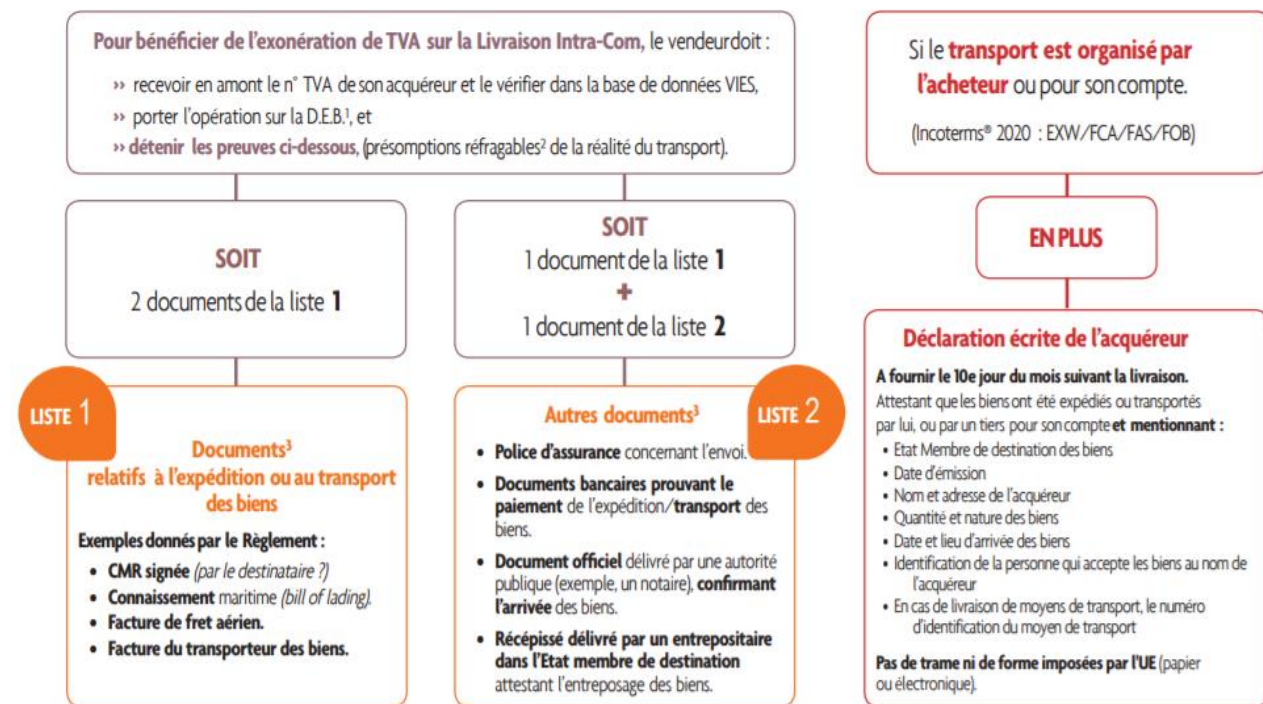 Pour bénéficier de l'exonération de TVA sur la Livraison Intra-Com, le vendeurdoit :
›› recevoir en amont le n° TVA de son acquéreur et le vérifier dans la base de données VIES,
›› porter l'opération sur la D.E.B.¹, et
›› détenir les preuves ci-dessous, (présomptions réfragables² de la réalité du transport).
SOIT
2 documents de la liste 1
SOIT
1 document de la liste 1
+
1 document de la liste 2
LISTE 1
Documents³
relatifs à l'expédition ou au transport
des biens
Exemples donnés par le Règlement :
• CMR signée (par le destinataire ?)
• Connaissement maritime (bill of lading).
• Facture de fret aérien.
• Facture du transporteur des biens.
LISTE 2
Autres documents³
• Police d'assurance concernant l'envoi.
• Documents bancaires prouvant le
paiement de l'expédition/transport des
biens.
• Document officiel délivré par une autorité
publique (exemple, un notaire), confirmant
l'arrivée des biens.
• Récépissé délivré par un entrepositaire
dans l'Etat membre de destination
attestant l'entreposage des biens.
Si le transport est organisé par
l'acheteur ou pour son compte.
(Incoterms® 2020 : EXW/FCA/FAS/FOB)
EN PLUS
Déclaration écrite de l'acquéreur
A fournir le 10e jour du mois suivant la livraison.
Attestant que les biens ont été expédiés ou transportés
par lui, ou par un tiers pour son compte et mentionnant :
• Etat Membre de destination des biens
• Date d'émission
• Nom et adresse de l'acquéreur
• Quantité et nature des biens
• Date et lieu d'arrivée des biens
• Identification de la personne qui accepte les biens au nom de
l'acquéreur
• En cas de livraison de moyens de transport, le numéro
d'identification du moyen de transport
Pas de trame ni de forme imposées par l'UE (papier
ou électronique).